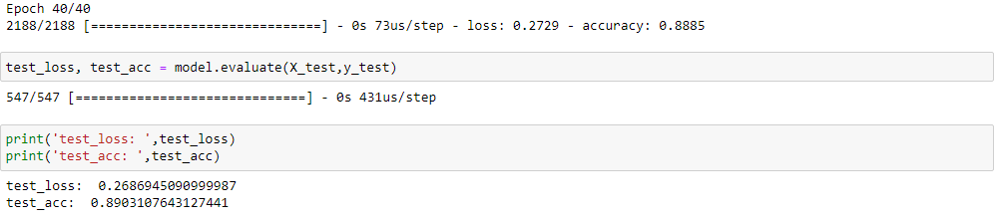 Epoch 40/40
2188/2188 [==============================] - 0s 73us/step - loss: 0.2729 - accuracy: 0.8885
test_loss, test_acc = model.evaluate(X_test,y_test)
547/547 [==============================] - 0s 431us/step
print('test_loss: ',test_loss)
print('test_acc: ',test_acc)
test_loss:  0.2686945090999987
test_acc:  0.8903107643127441